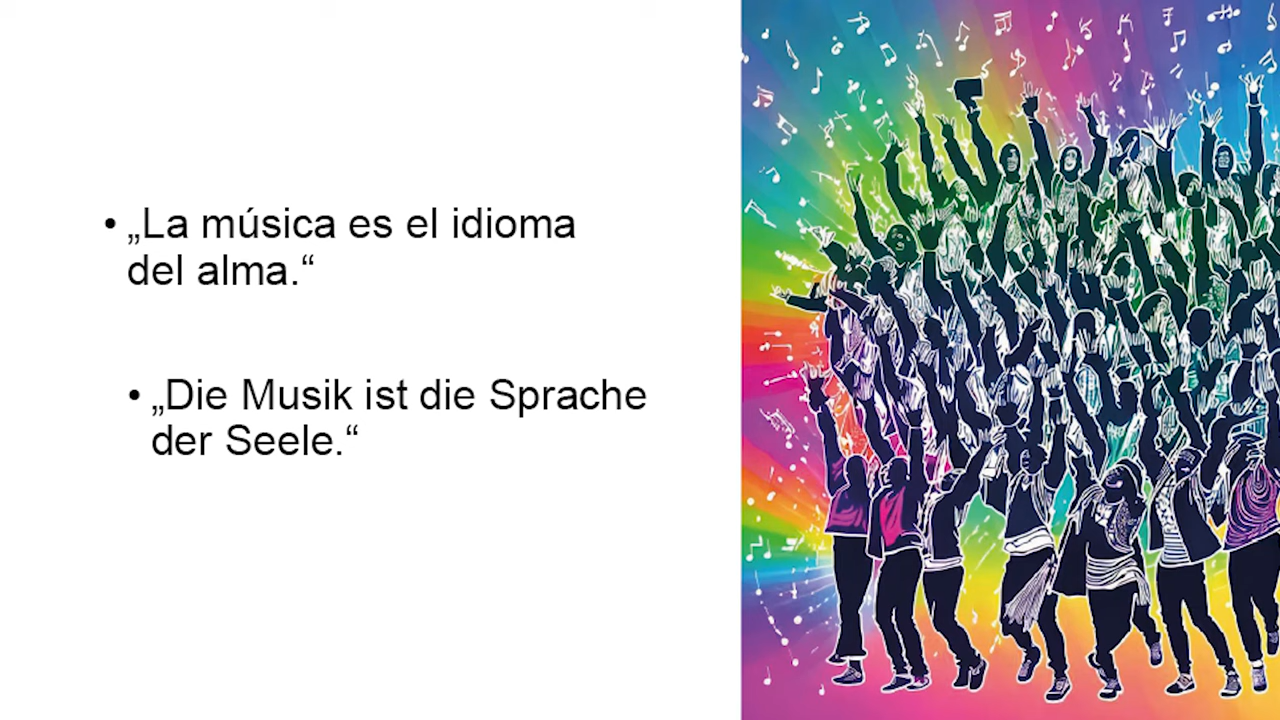 • „La música es el idioma
del alma.“
• „Die Musik ist die Sprache
der Seele.“